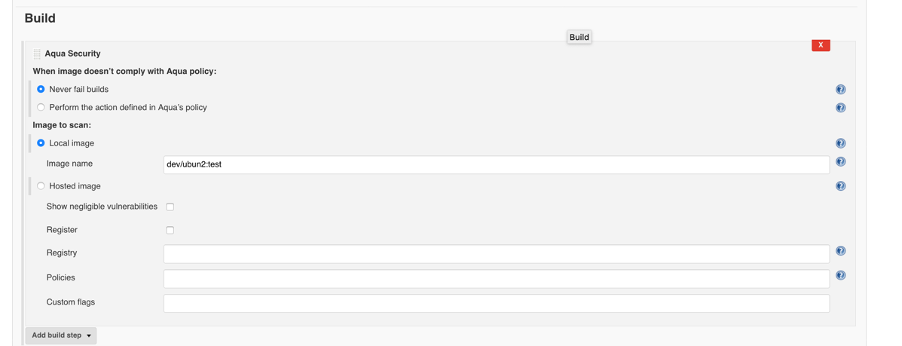 Build
Build
X
Aqua Security
When image doesn't comply with Aqua policy:
Never fail builds
Perform the action defined in Aqua's policy
Image to scan:
Local image
Image name dev/ubun2:test
Hosted image
Show negligible vulnerabilities
Register
Registry
Policies
Custom flags
Add build step